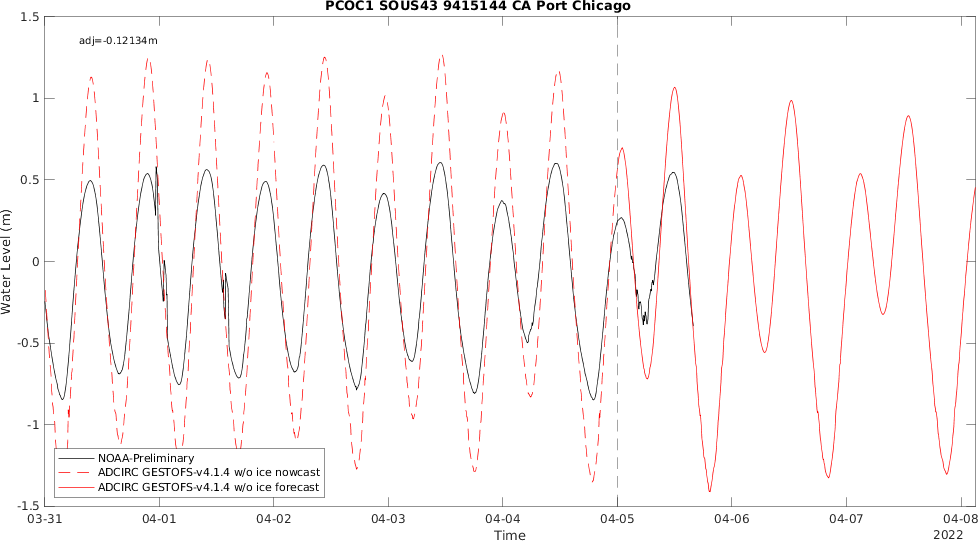 PCOC1 SOUS43 9415144 CA Port Chicago
adj=-0.12134m
1.5
1
0.5
0
-0.5
-1
-1.5
Water Level (m)
NOAA-Preliminary
ADCIRC GESTOFS-v4.1.4 w/o ice nowcast
ADCIRC GESTOFS-v4.1.4 w/o ice forecast
03-31 04-01 04-02 04-03 04-04 04-05 04-06 04-07 04-08
Time
2022